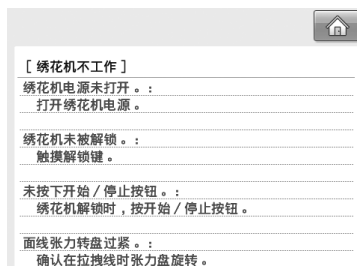 [ 绣花机不工作 ]
绣花机电源未打开。:
打开绣花机电源。
绣花机未被解锁。:
触摸解锁键。
未按下开始/停止按钮。:
绣花机解锁时,按开始/停止按钮。
面线张力转盘过紧。:
确认在拉拽线时张力盘旋转。